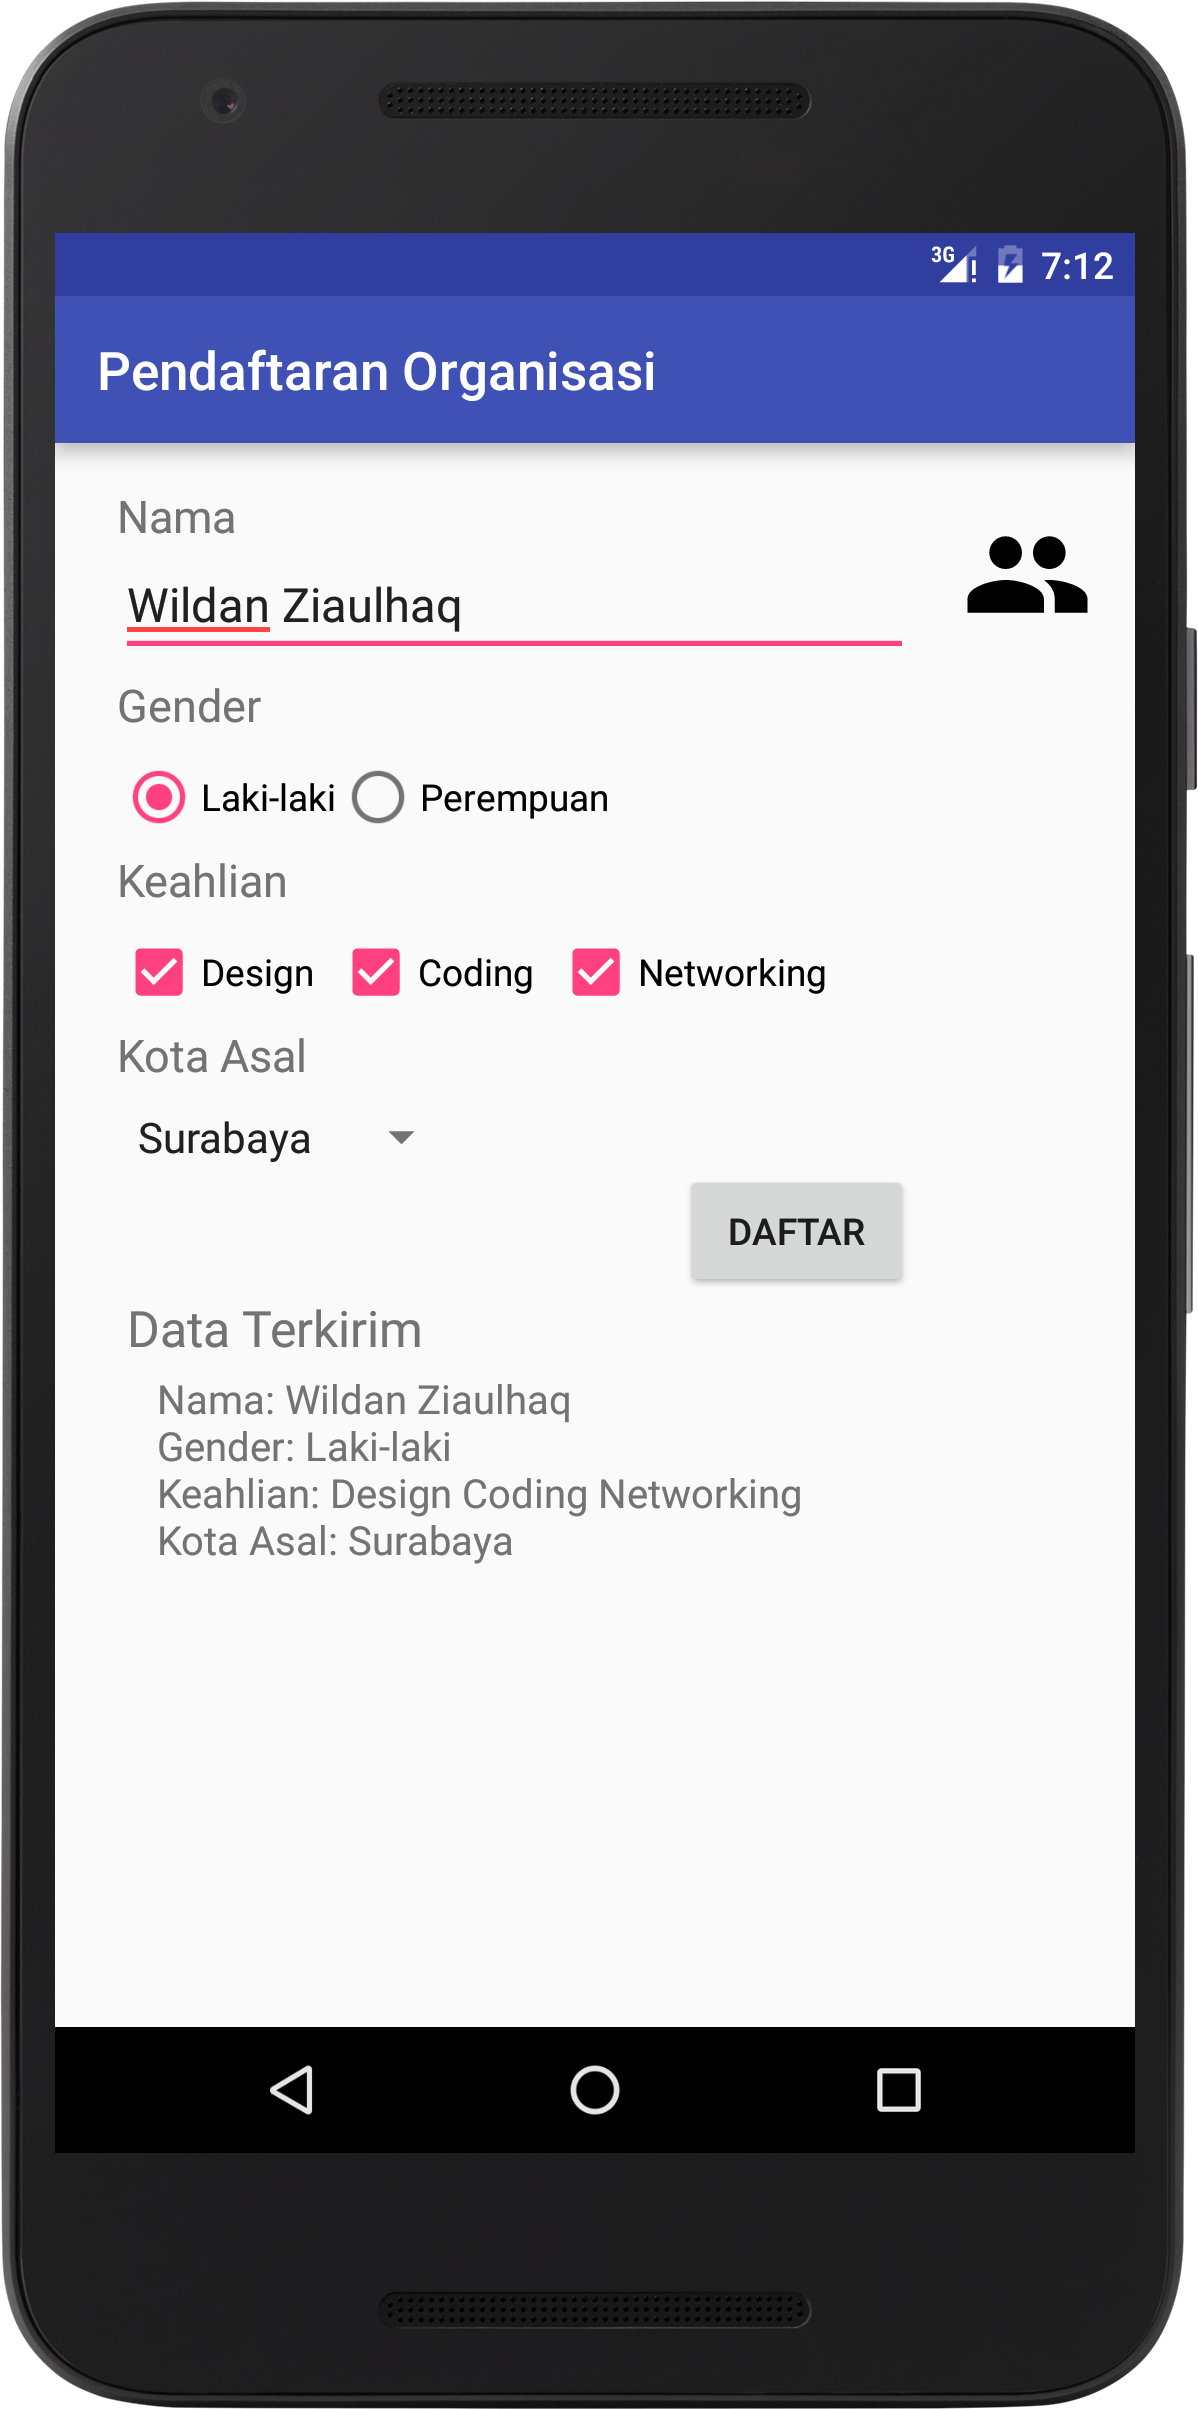 3G 7:12
Pendaftaran Organisasi
Nama
Wildan Ziaulhaq
Gender
Laki-laki Perempuan
Keahlian
Design Coding Networking
Kota Asal
Surabaya
DAFTAR
Data Terkirim
Nama: Wildan Ziaulhaq
Gender: Laki-laki
Keahlian: Design Coding Networking
Kota Asal: Surabaya